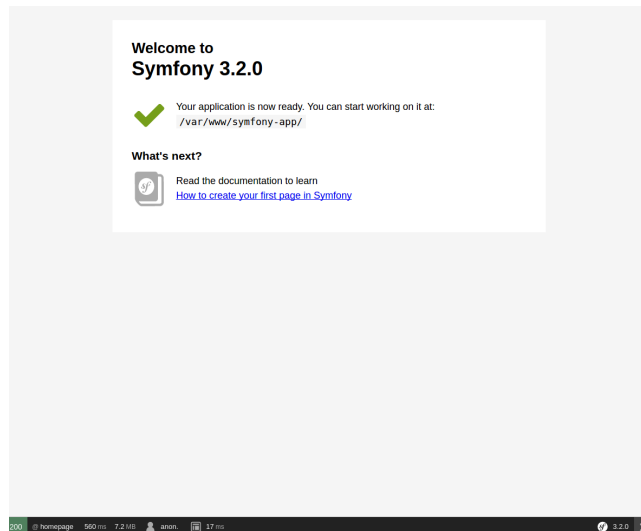 Welcome to
Symfony 3.2.0
Your application is now ready. You can start working on it at:
/var/www/symfony-app/
What's next?
sf
Read the documentation to learn
How to create your first page in Symfony
200 @ homepage 560 ms 7.2 MB anon. 17 ms sf 3.2.0